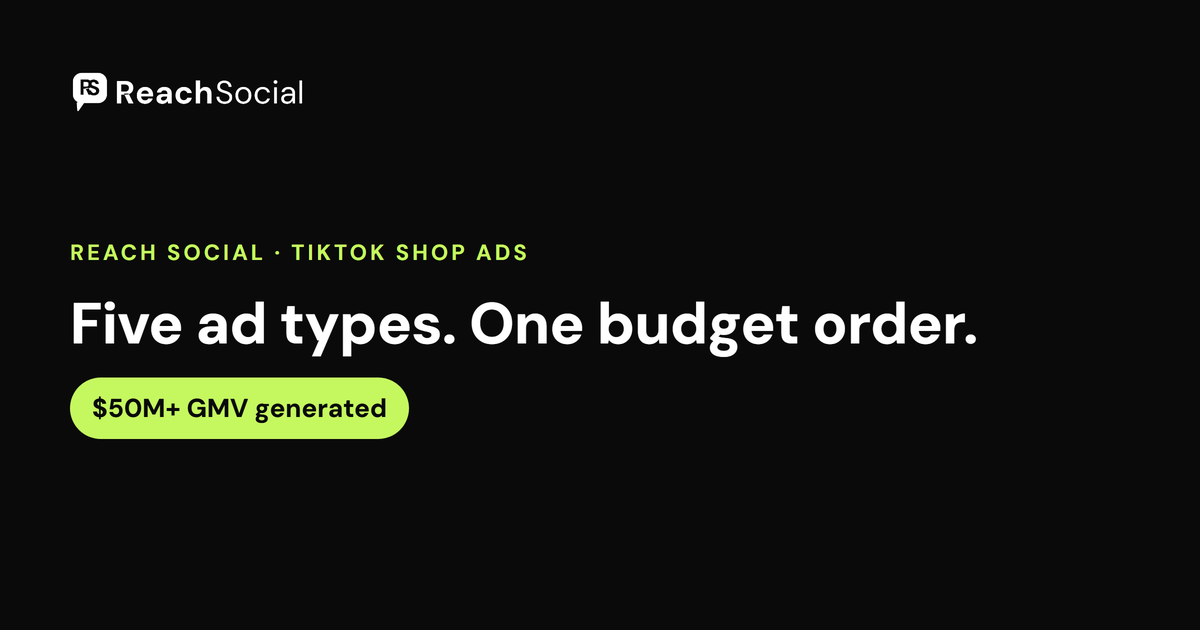 RS ReachSocial
REACH SOCIAL · TIKTOK SHOP ADS
Five ad types. One budget order.
$50M+ GMV generated